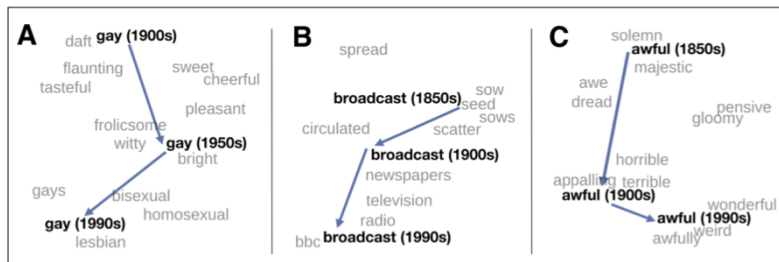 A
daft gay (1900s)
flaunting sweet
tasteful cheerful
pleasant
frolicsome
witty gay (1950s)
bright
gays bisexual
homosexual
gay (1990s)
lesbian
B
spread
sow
broadcast (1850s) seed
sows
circulated scatter
broadcast (1900s)
newspapers
television
radio
bbc broadcast (1990s)
C
solemn
awful (1850s)
majestic
awe
dread pensive
gloomy
horrible
appalling terrible
awful (1900s) wonderful
awful (1990s)
weird
awfully